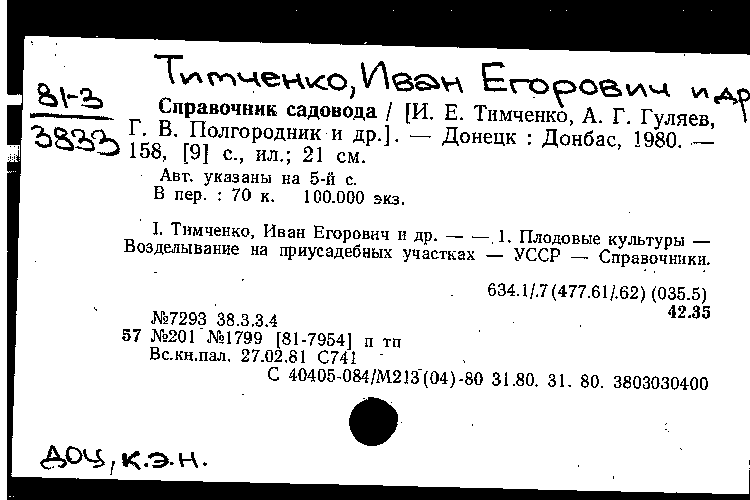 Тимченко, Иван Егорович и др
81-3
3833
Справочник садовода / [И. Е. Тимченко, А. Г. Гуляев,
Г. В. Полгородник и др.]. — Донецк : Донбас, 1980. —
158, [9] с., ил.; 21 см.
Авт. указаны на 5-й с.
В пер. : 70 к. 100.000 экз.
I. Тимченко, Иван Егорович и др. — — 1. Плодовые культуры —
Возделывание на приусадебных участках — УССР — Справочники.
634.1/.7 (477.61/.62) (035.5)
42.35
№7293 38.3.3.4
57 №201 №1799 [81-7954] п тп
Вс.кн.пал. 27.02.81 С741
С 40405-084/М213(04)-80 31.80. 31. 80. 3803030400
доц, к.э.н.